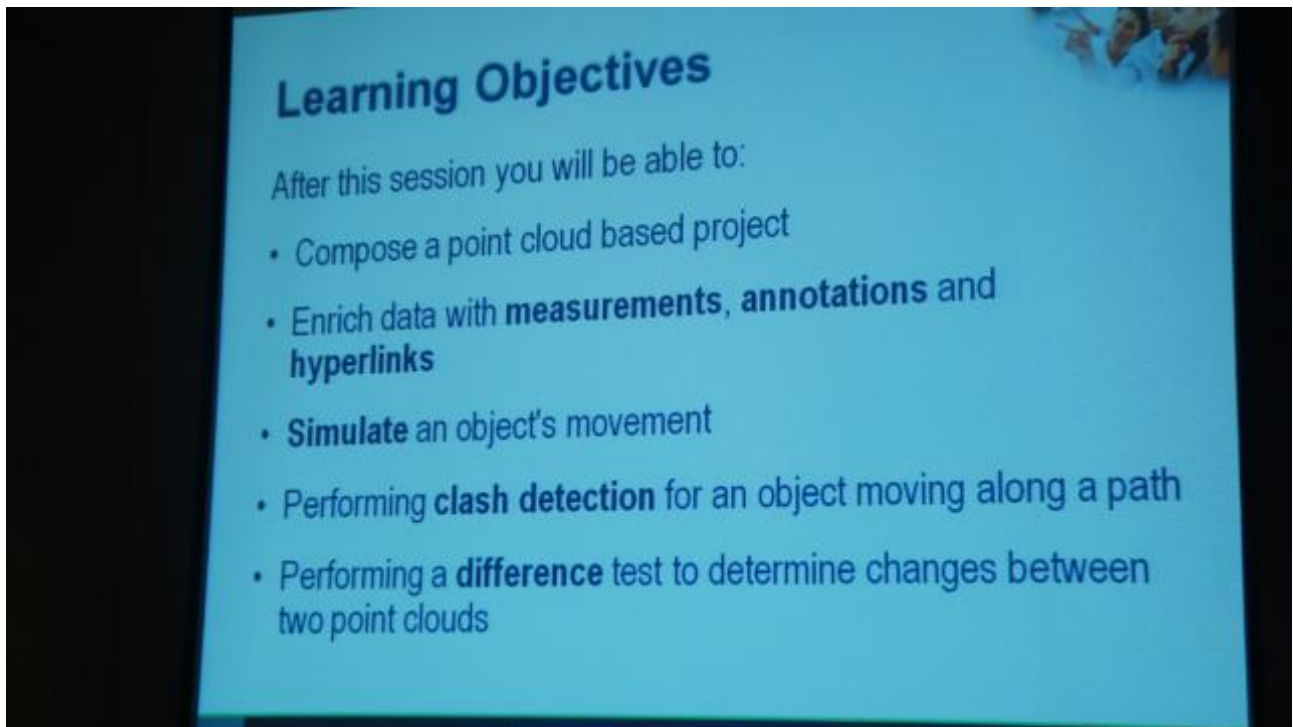 Learning Objectives
After this session you will be able to:
• Compose a point cloud based project
• Enrich data with measurements, annotations and
hyperlinks
• Simulate an object's movement
• Performing clash detection for an object moving along a path
• Performing a difference test to determine changes between
two point clouds